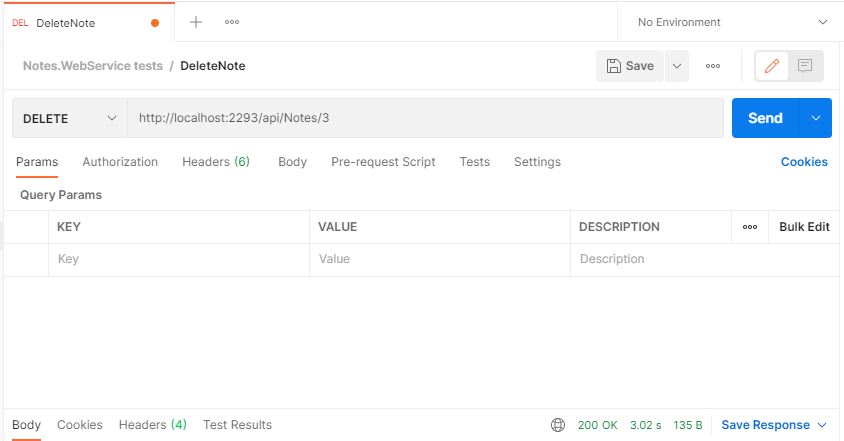 DEL DeleteNote No Environment
Notes.WebService tests / DeleteNote Save
DELETE http://localhost:2293/api/Notes/3 Send
Params Authorization Headers (6) Body Pre-request Script Tests Settings Cookies
Query Params
KEY VALUE DESCRIPTION Bulk Edit
Key Value Description
Body Cookies Headers (4) Test Results 200 OK 3.02 s 135 B Save Response